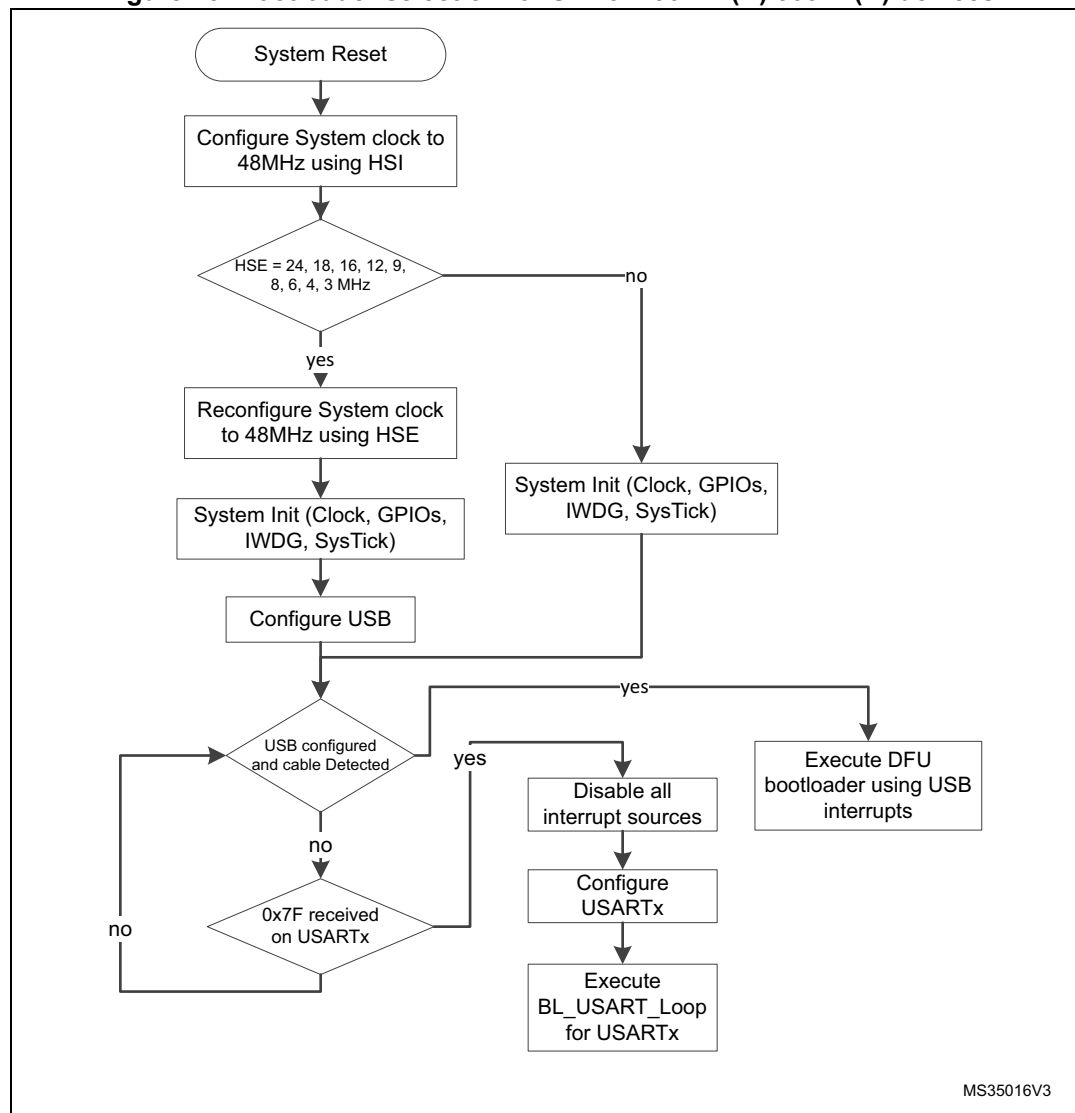 System Reset
Configure System clock to
48MHz using HSI
HSE = 24, 18, 16, 12, 9,
8, 6, 4, 3 MHz
no
yes
Reconfigure System clock
to 48MHz using HSE
System Init (Clock, GPIOs,
IWDG, SysTick)
System Init (Clock, GPIOs,
IWDG, SysTick)
Configure USB
yes
USB configured
and cable Detected
yes
Execute DFU
bootloader using USB
interrupts
Disable all
interrupt sources
no
Configure
USARTx
0x7F received
on USARTx
no
Execute
BL_USART_Loop
for USARTx
MS35016V3